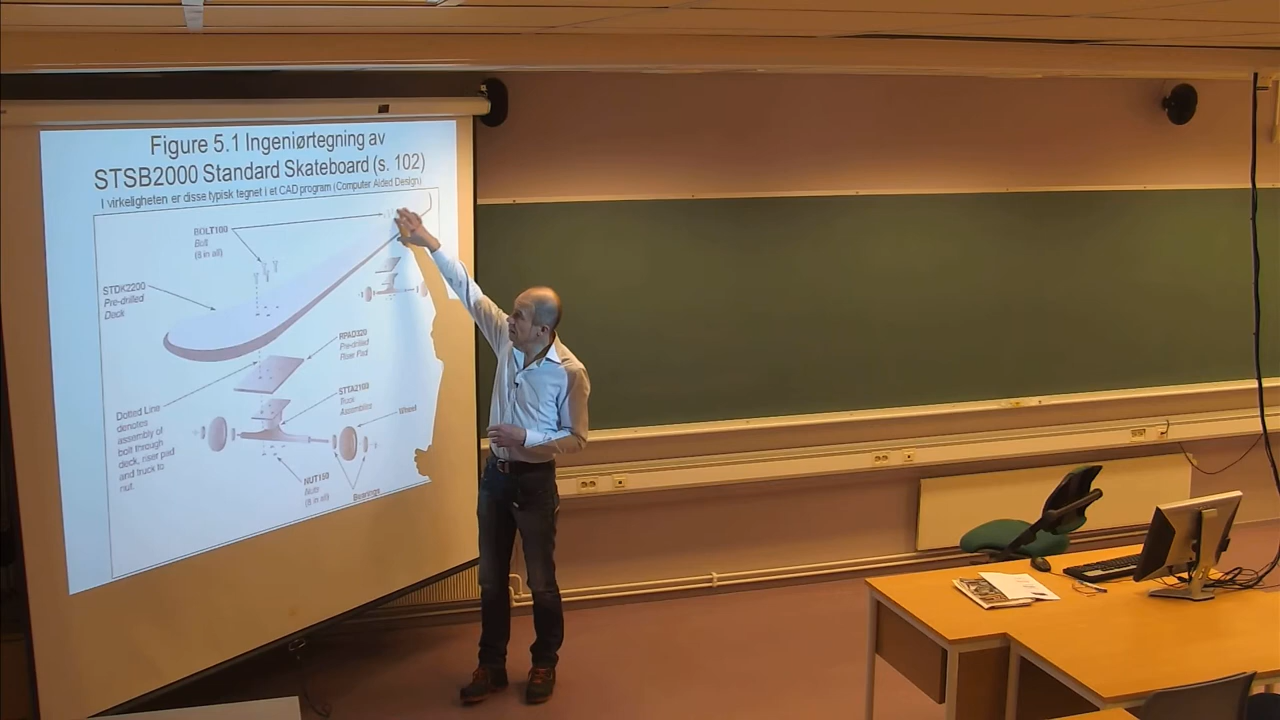 Figure 5.1 Ingeniørtegning av
STSB2000 Standard Skateboard (s. 102)
I virkeligheten er disse typisk tegnet i et CAD program (Computer Aided Design)
BOLT100
Bolt
(8 in all)
STDK2200
Pre-drilled
Deck
RPAD320
Pre-drilled
Riser Pad
STTA2100
Truck
Assemblies
Wheel
Dotted Line
denotes
assembly of
bolt through
deck, riser pad
and truck to
nut.
NUT150
Nuts
(8 in all)
Bearings